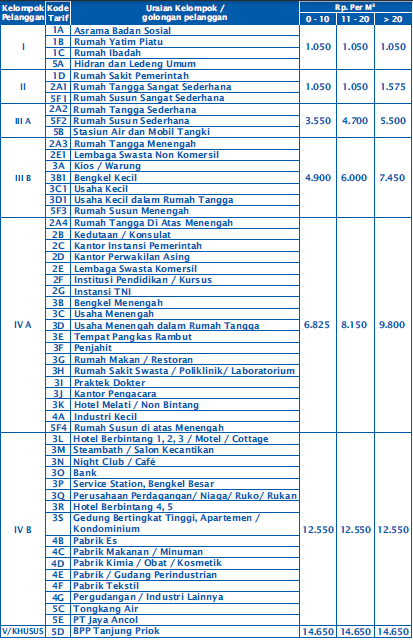 Kelompok Pelanggan Kode Tarif Uraian Kelompok / golongan pelanggan Rp. Per M³
0 - 10 11 - 20 > 20
I 1.050 1.050 1.050
1A Asrama Badan Sosial
1B Rumah Yatim Piatu
1C Rumah Ibadah
5A Hidran dan Ledeng Umum
II 1.050 1.050 1.575
1D Rumah Sakit Pemerintah
2A1 Rumah Tangga Sangat Sederhana
5F1 Rumah Susun Sangat Sederhana
III A 3.550 4.700 5.500
2A2 Rumah Tangga Sederhana
5F2 Rumah Susun Sederhana
5B Stasiun Air dan Mobil Tangki
III B 4.900 6.000 7.450
2A3 Rumah Tangga Menengah
2E1 Lembaga Swasta Non Komersil
3A Kios / Warung
3B1 Bengkel Kecil
3C1 Usaha Kecil
3D1 Usaha Kecil dalam Rumah Tangga
5F3 Rumah Susun Menengah
IV A 6.825 8.150 9.800
2A4 Rumah Tangga Di Atas Menengah
2B Kedutaan / Konsulat
2C Kantor Instansi Pemerintah
2D Kantor Perwakilan Asing
2E Lembaga Swasta Komersil
2F Institusi Pendidikan / Kursus
2G Instansi TNI
3B Bengkel Menengah
3C Usaha Menengah
3D Usaha Menengah dalam Rumah Tangga
3E Tempat Pangkas Rambut
3F Penjahit
3G Rumah Makan / Restoran
3H Rumah Sakit Swasta / Poliklinik/ Laboratorium
3I Praktek Dokter
3J Kantor Pengacara
3K Hotel Melati / Non Bintang
4A Industri Kecil
5F4 Rumah Susun di atas Menengah
IV B 12.550 12.550 12.550
3L Hotel Berbintang 1, 2, 3 / Motel / Cottage
3M Steambath / Salon Kecantikan
3N Night Club / Café
3O Bank
3P Service Station, Bengkel Besar
3Q Perusahaan Perdagangan/ Niaga/ Ruko/ Rukan
3R Hotel Berbintang 4, 5
3S Gedung Bertingkat Tinggi, Apartemen /
Kondominium
4B Pabrik Es
4C Pabrik Makanan / Minuman
4D Pabrik Kimia / Obat / Kosmetik
4E Pabrik / Gudang Perindustrian
4F Pabrik Tekstil
4G Pergudangan / Industri Lainnya
5C Tongkang Air
5E PT Jaya Ancol
V/KHUSUS 5D BPP Tanjung Priok 14.650 14.650 14.650